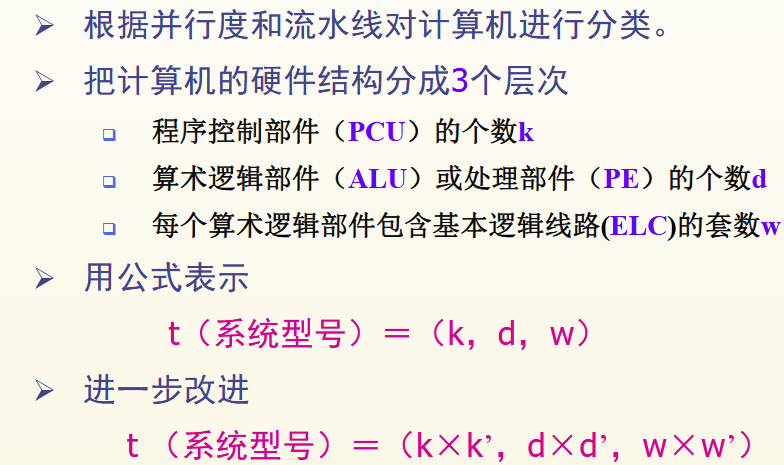 根据并行度和流水线对计算机进行分类。
把计算机的硬件结构分成3个层次
程序控制部件（PCU）的个数k
算术逻辑部件（ALU）或处理部件（PE）的个数d
每个算术逻辑部件包含基本逻辑线路(ELC)的套数w
用公式表示
t（系统型号）＝（k，d，w）
进一步改进
t （系统型号）＝（k×k’，d×d’，w×w’）